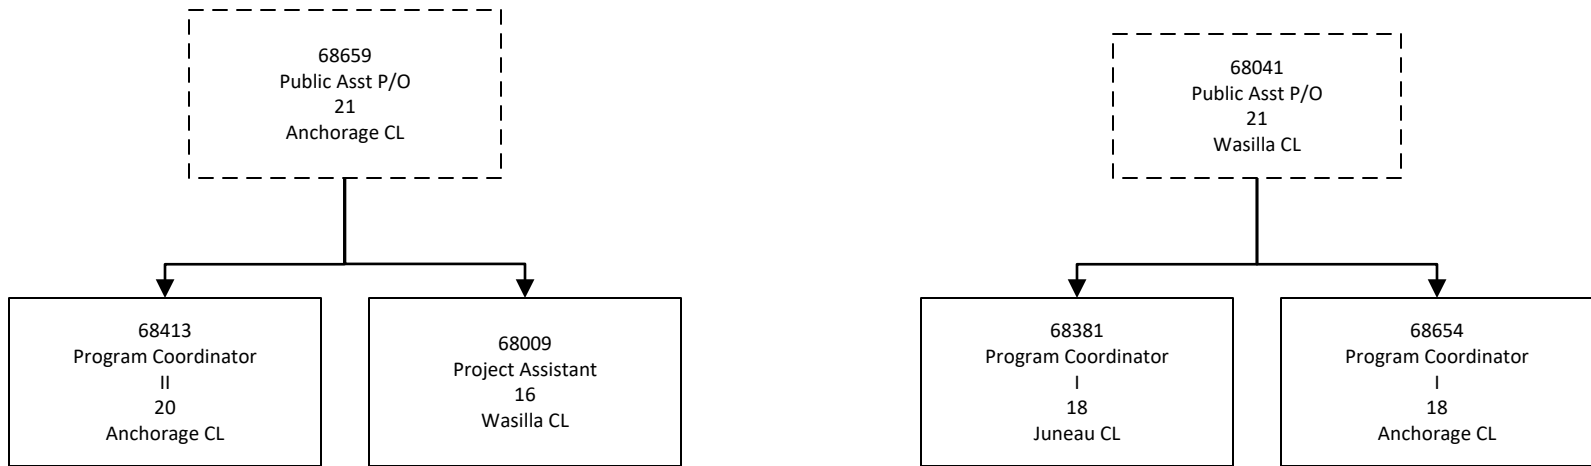 68659
Public Asst P/O
21
Anchorage CL
68041
Public Asst P/O
21
Wasilla CL
68413
Program Coordinator
II
20
Anchorage CL
68009
Project Assistant
16
Wasilla CL
68381
Program Coordinator
I
18
Juneau CL
68654
Program Coordinator
I
18
Anchorage CL